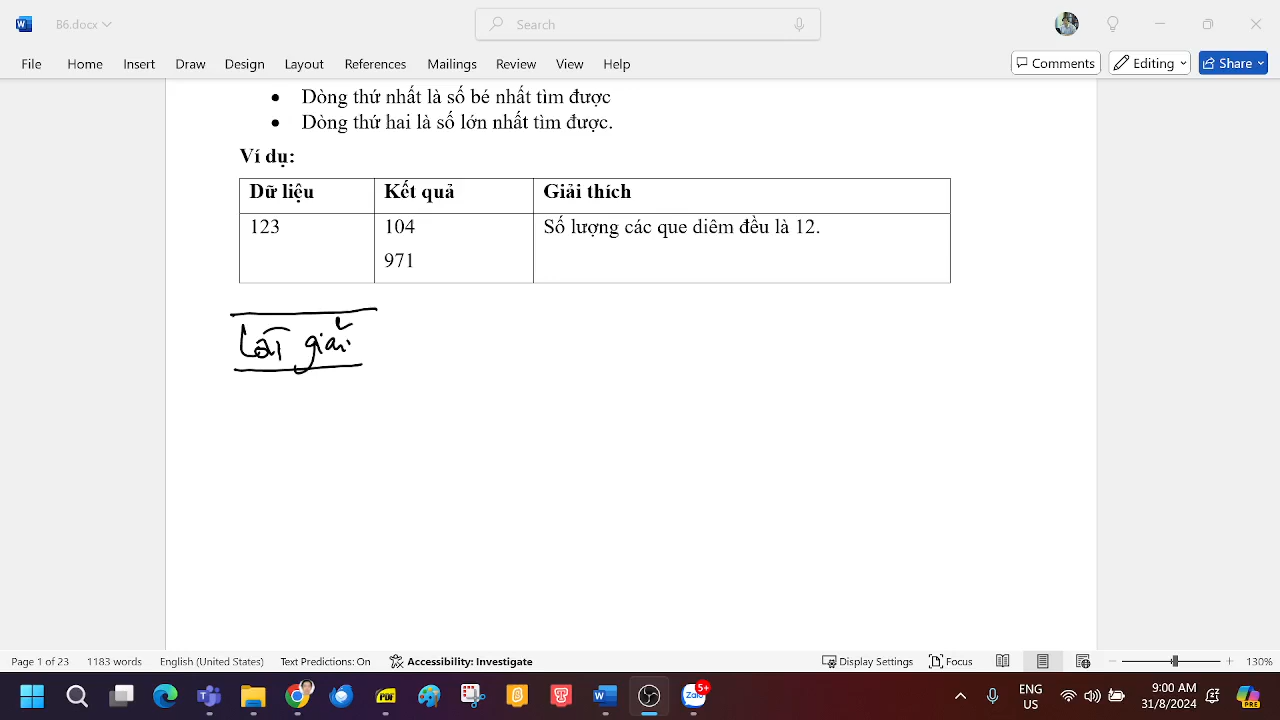 B6.docx
Search
File Home Insert Draw Design Layout References Mailings Review View Help
Comments Editing Share
• Dòng thứ nhất là số bé nhất tìm được
• Dòng thứ hai là số lớn nhất tìm được.
Ví dụ:
Dữ liệu Kết quả Giải thích
123 104 Số lượng các que diêm đều là 12.
971
Lời giải
Page 1 of 23 1183 words English (United States) Text Predictions: On Accessibility: Investigate Display Settings Focus 130%
PDF Zalo 5+ ENG 9:00 AM PRE
US 31/8/2024